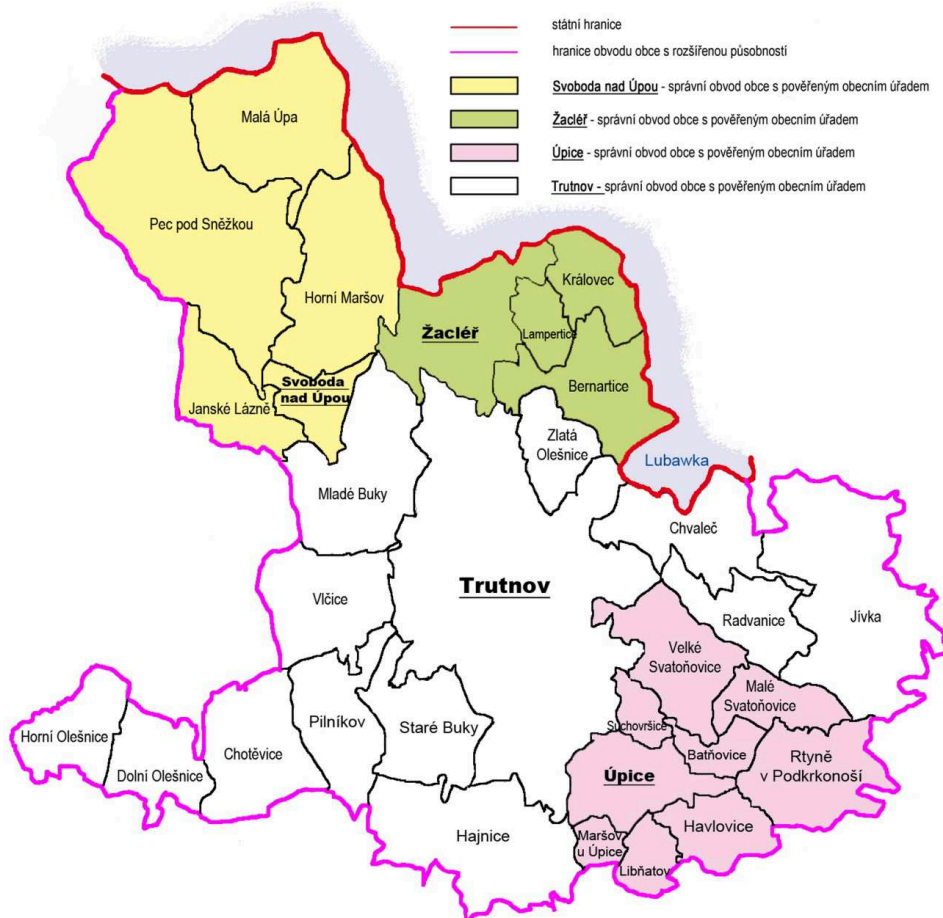 státní hranice
hranice obvodu obce s rozšířenou působností
Svoboda nad Úpou - správní obvod obce s pověřeným obecním úřadem
Žacléř - správní obvod obce s pověřeným obecním úřadem
Úpice - správní obvod obce s pověřeným obecním úřadem
Trutnov - správní obvod obce s pověřeným obecním úřadem
Malá Úpa
Pec pod Sněžkou
Horní Maršov
Královec
Žacléř
Lampertice
Svoboda
nad Úpou
Bernartice
Janské Lázně
Zlatá
Olešnice
Lubawka
Mladé Buky
Chvaleč
Trutnov
Vlčice
Radvanice
Jívka
Velké
Svatoňovice
Malé
Svatoňovice
Horní Olešnice
Dolní Olešnice
Chotěvice
Pilníkov
Staré Buky
Suchovršice
Batňovice
Rtyně
v Podkrkonoší
Úpice
Hajnice
Maršov
u Úpice
Havlovice
Libňatov